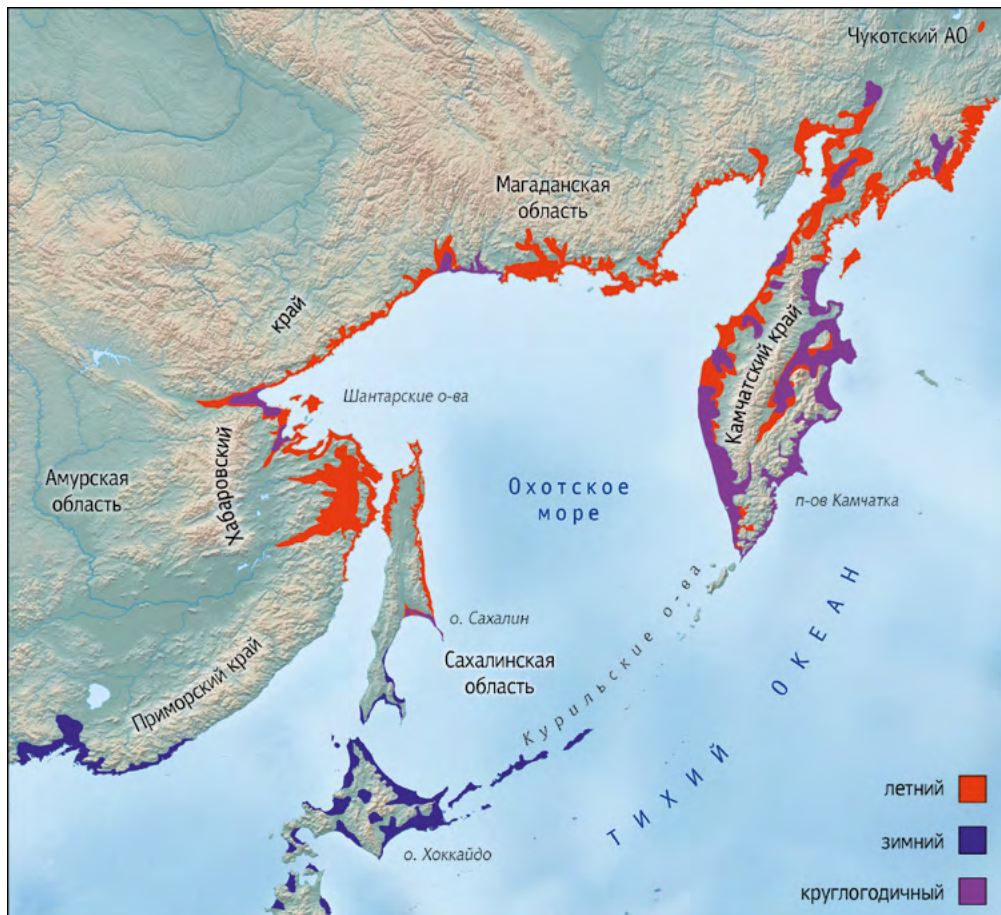 Чукотский АО
Магаданская
область
край
Шантарские о-ва
Камчатский край
Амурская
область
Хабаровский
Охотское
море
п-ов Камчатка
о. Сахалин
Сахалинская
область
Приморский край
Курильские о-ва
ТИХИЙ ОКЕАН
о. Хоккайдо
летний
зимний
круглогодичный